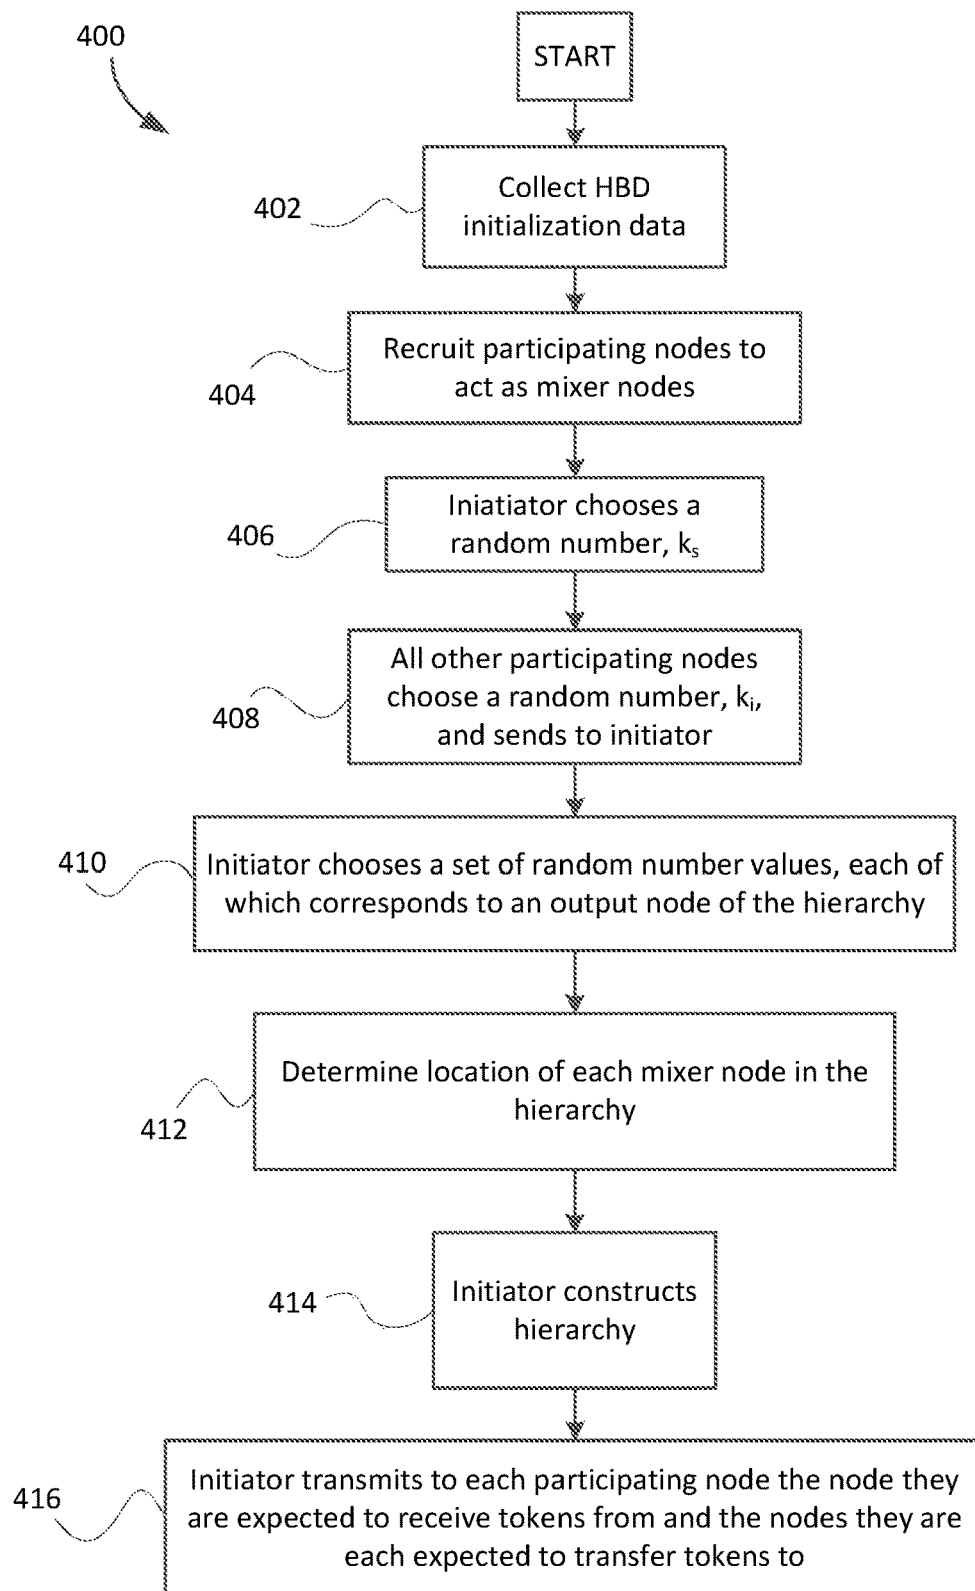 400
START
402
Collect HBD
initialization data
404
Recruit participating nodes to
act as mixer nodes
406
Iniatiator chooses a
random number, kₛ
408
All other participating nodes
choose a random number, kᵢ,
and sends to initiator
410
Initiator chooses a set of random number values, each of
which corresponds to an output node of the hierarchy
412
Determine location of each mixer node in the
hierarchy
414
Initiator constructs
hierarchy
416
Initiator transmits to each participating node the node they
are expected to receive tokens from and the nodes they are
each expected to transfer tokens to